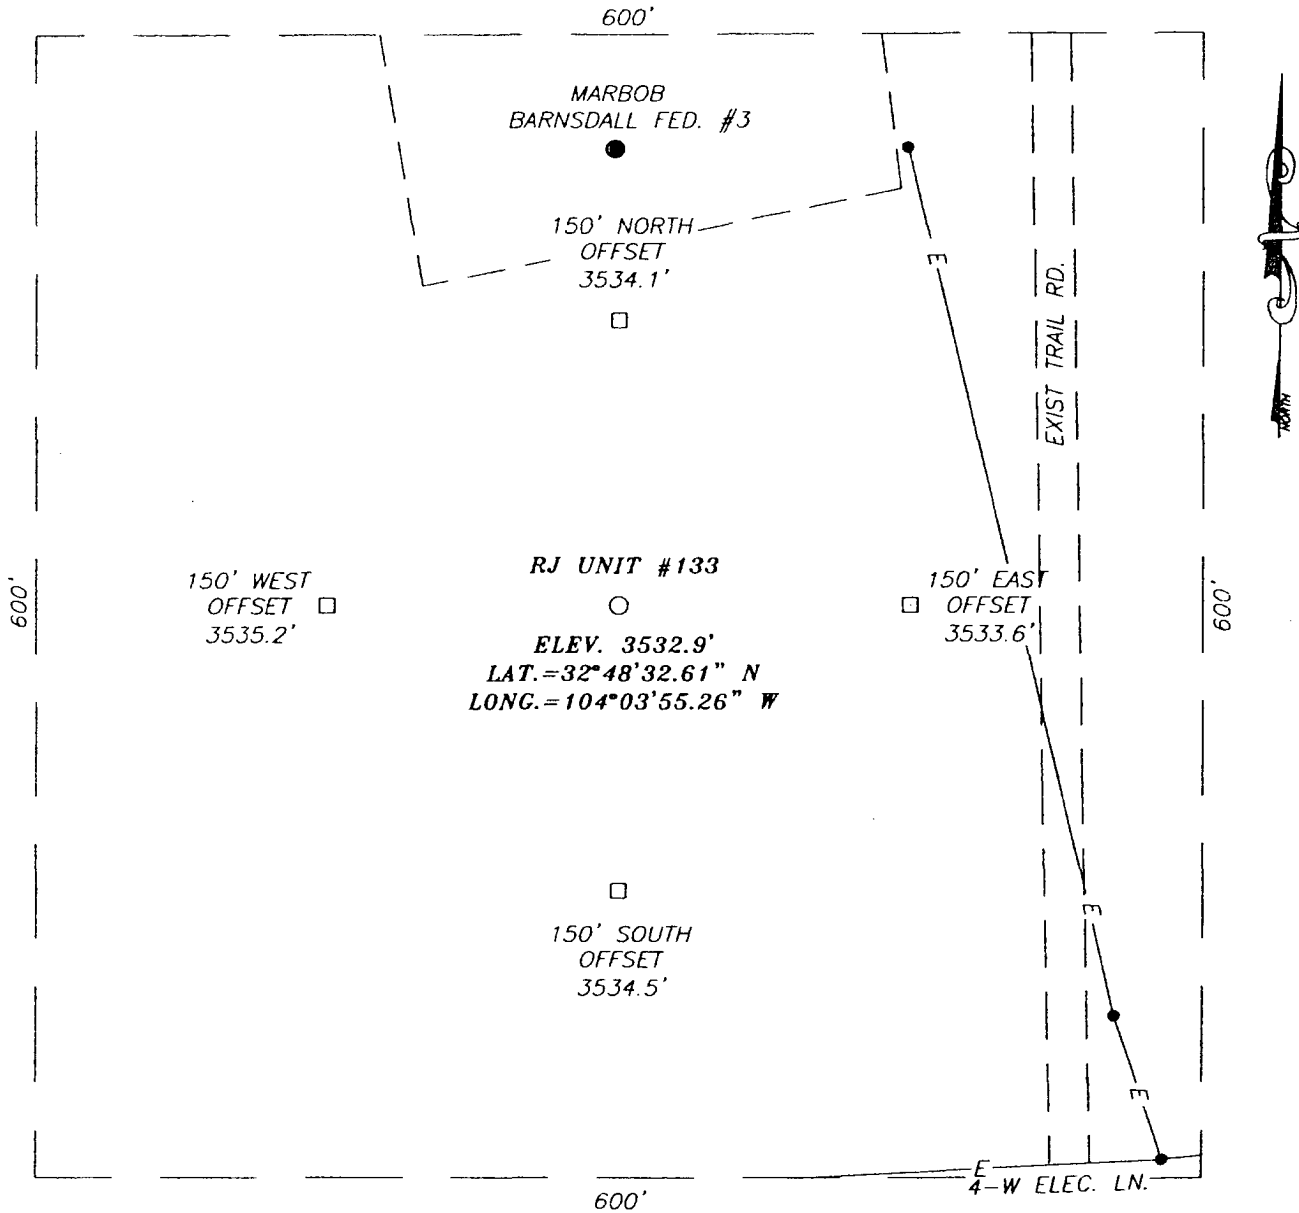 600'
MARBOB
BARNSDALL FED. #3
150' NORTH
OFFSET
3534.1'
E
EXIST TRAIL RD.
NORTH
RJ UNIT #133
150' WEST
OFFSET
3535.2'
150' EAST
OFFSET
3533.6'
600'
600'
ELEV. 3532.9'
LAT.=32°48'32.61" N
LONG.=104°03'55.26" W
E
150' SOUTH
OFFSET
3534.5'
E
E
4-W ELEC. LN.
600'